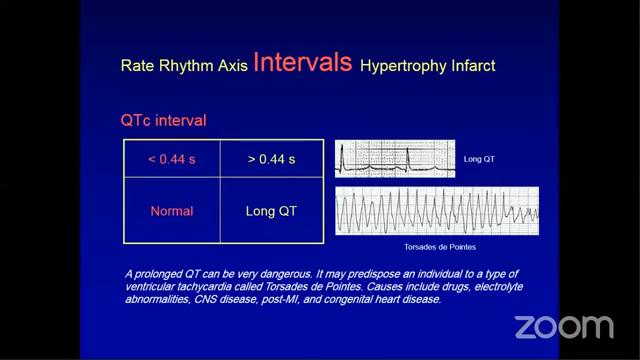 Rate Rhythm Axis Intervals Hypertrophy Infarct
QTc interval
< 0.44 s > 0.44 s
Normal Long QT
Long QT
Torsades de Pointes
A prolonged QT can be very dangerous. It may predispose an individual to a type of
ventricular tachycardia called Torsades de Pointes. Causes include drugs, electrolyte
abnormalities, CNS disease, post-MI, and congenital heart disease.
zoom